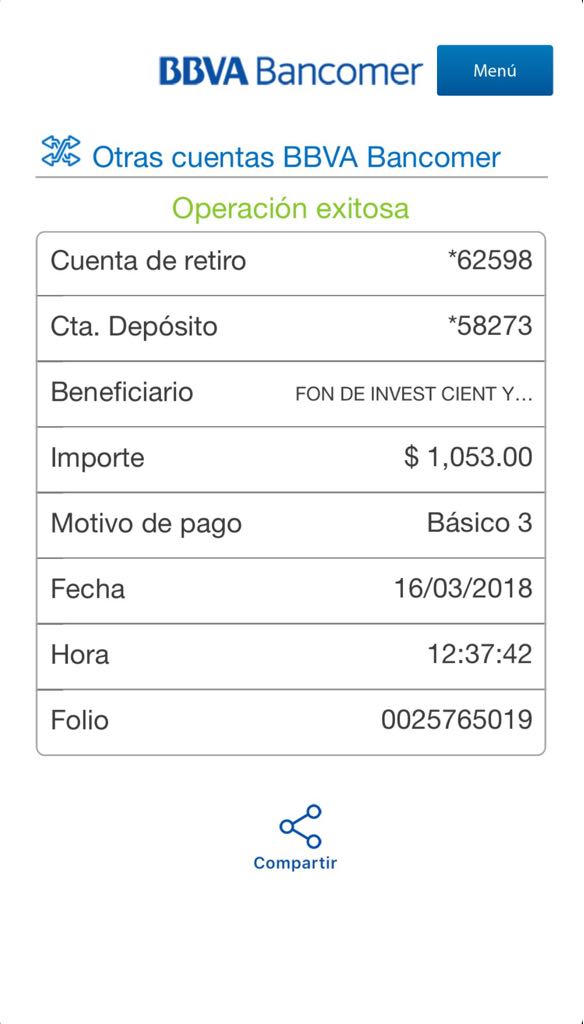 BBVA Bancomer
Menú
Otras cuentas BBVA Bancomer
Operación exitosa
Cuenta de retiro *62598
Cta. Depósito *58273
Beneficiario FON DE INVEST CIENT Y...
Importe $ 1,053.00
Motivo de pago Básico 3
Fecha 16/03/2018
Hora 12:37:42
Folio 0025765019
Compartir